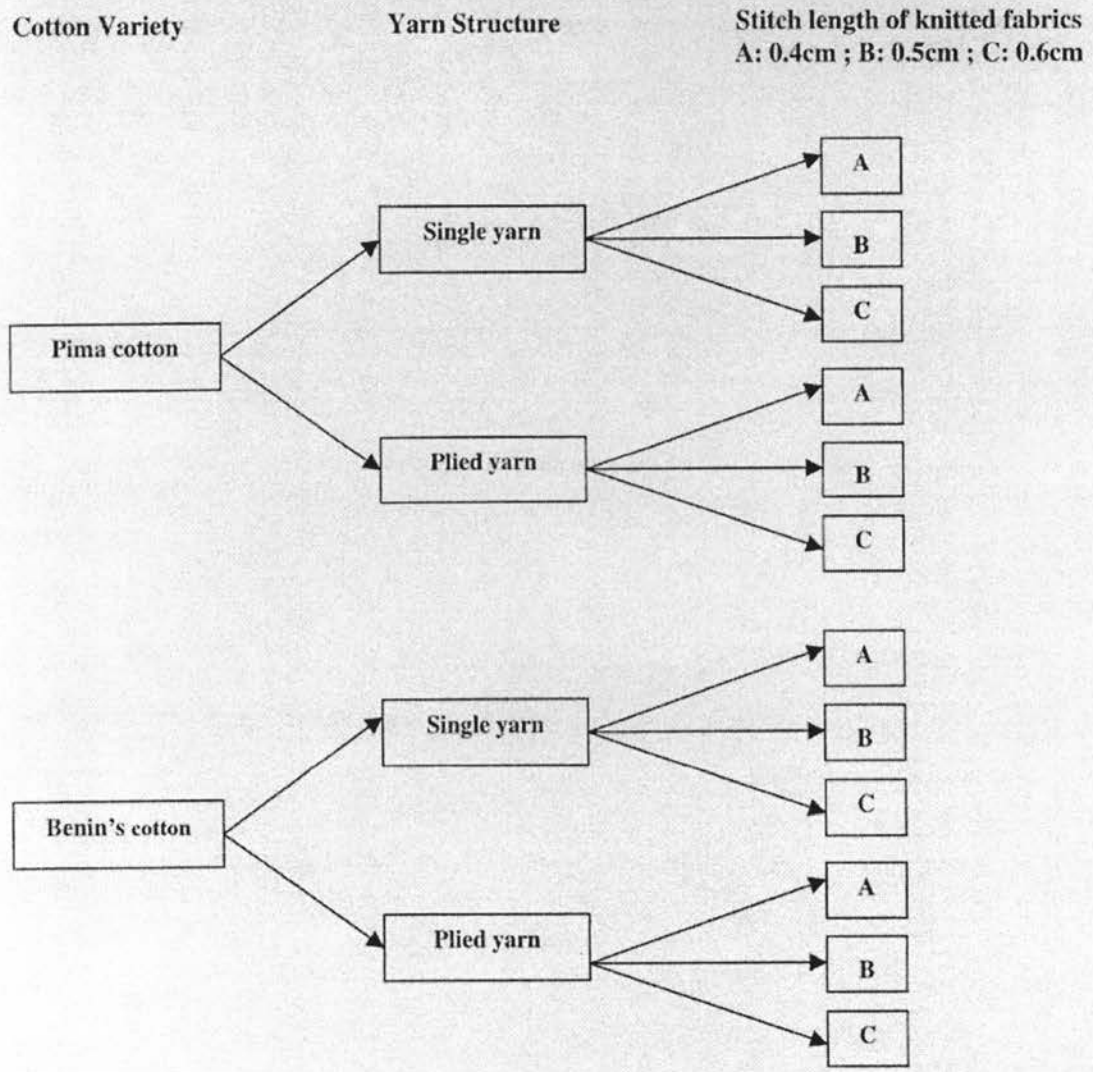 Cotton Variety
Yarn Structure
Stitch length of knitted fabrics
A: 0.4cm ; B: 0.5cm ; C: 0.6cm
Pima cotton
Single yarn
A
B
C
Plied yarn
A
B
C
Benin's cotton
Single yarn
A
B
C
Plied yarn
A
B
C